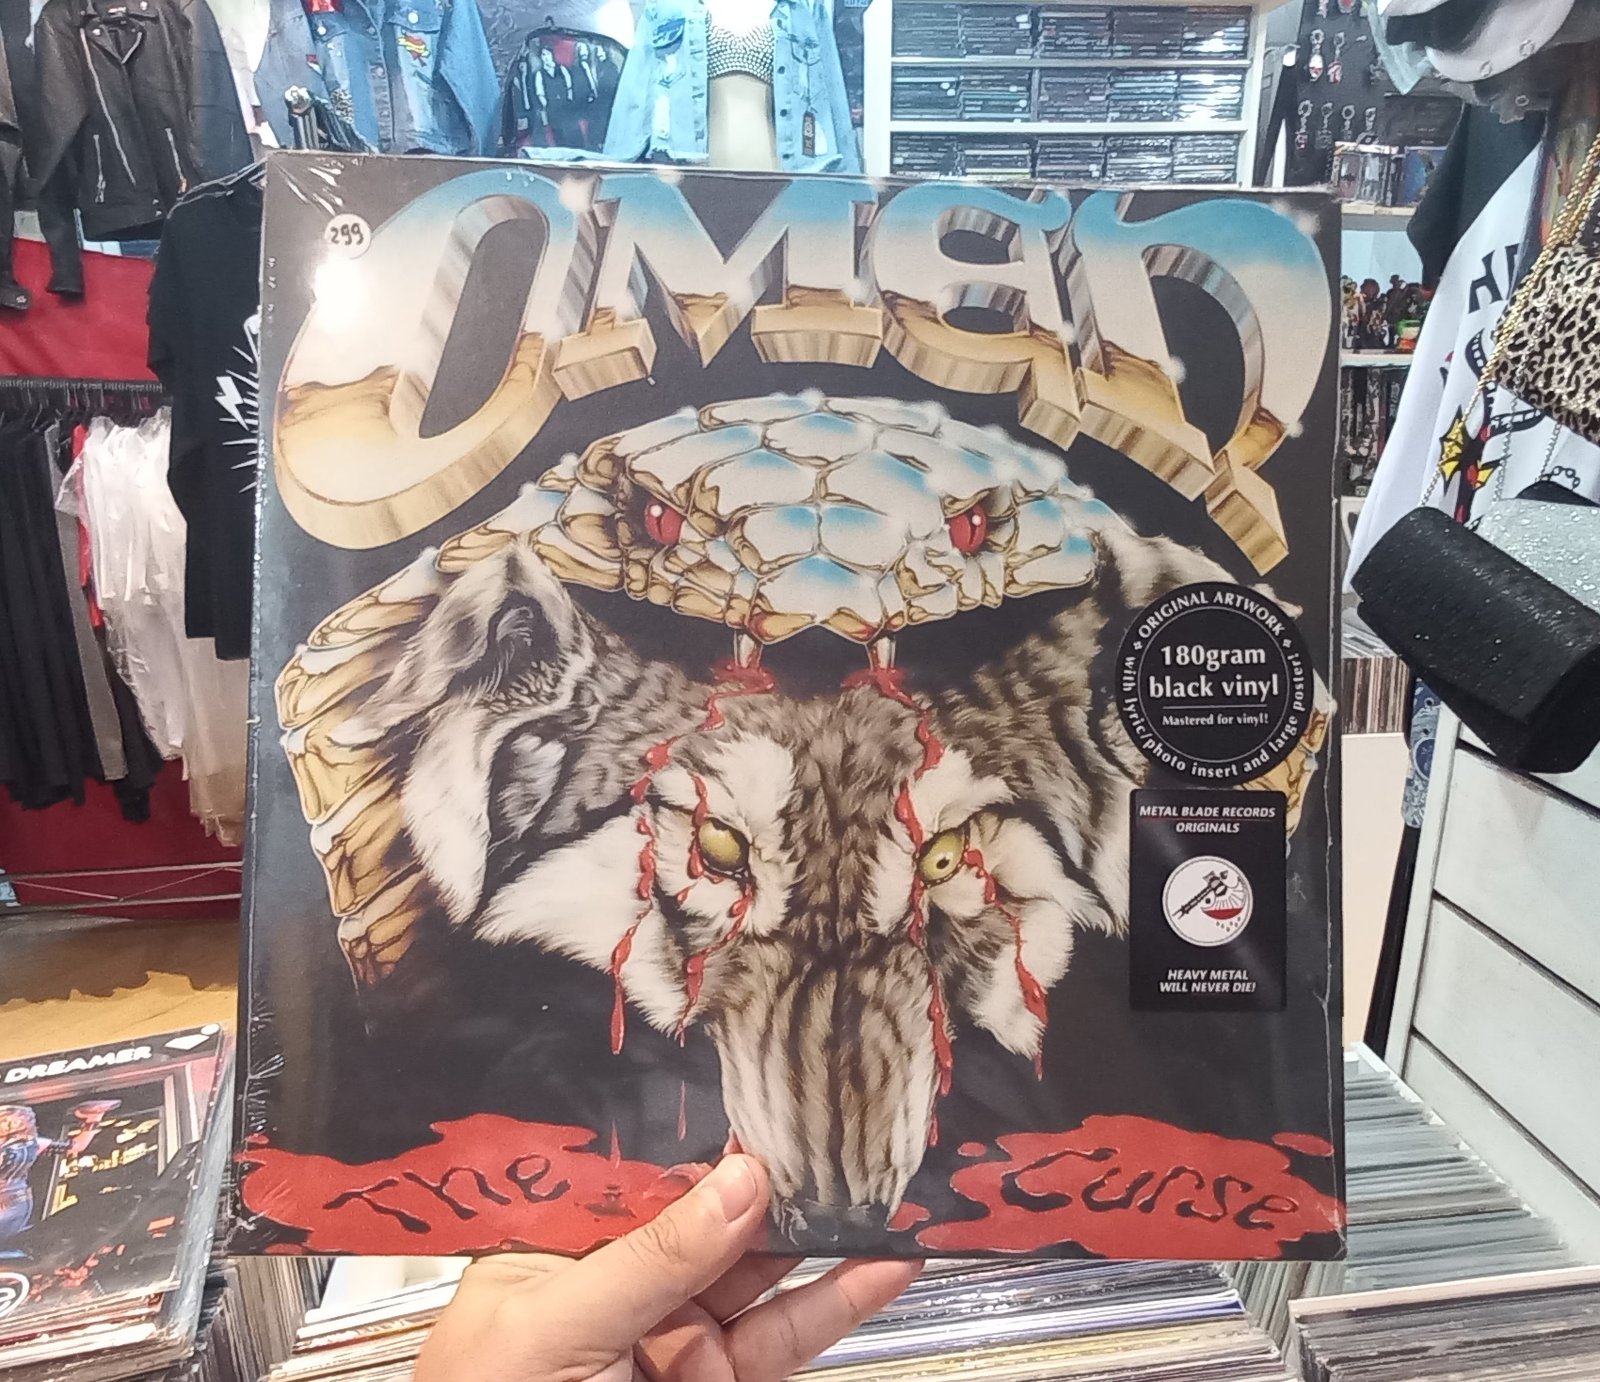 OMEN
299
ORIGINAL ARTWORK
180gram
black vinyl
Mastered for vinyl!
with lyric/photo insert and large poster!
METAL BLADE RECORDS
ORIGINALS
HEAVY METAL
WILL NEVER DIE!
DREAMER
The Curse